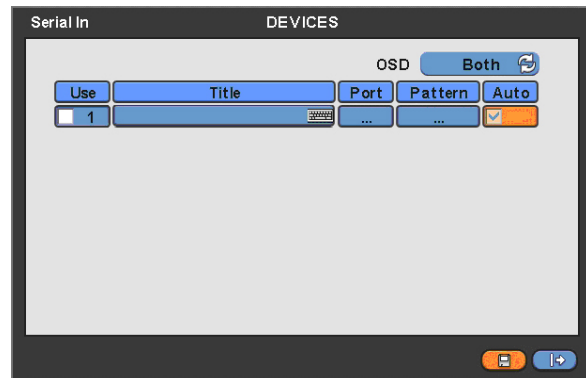 Serial In DEVICES
OSD Both
Use Title Port Pattern Auto
1 ... ...